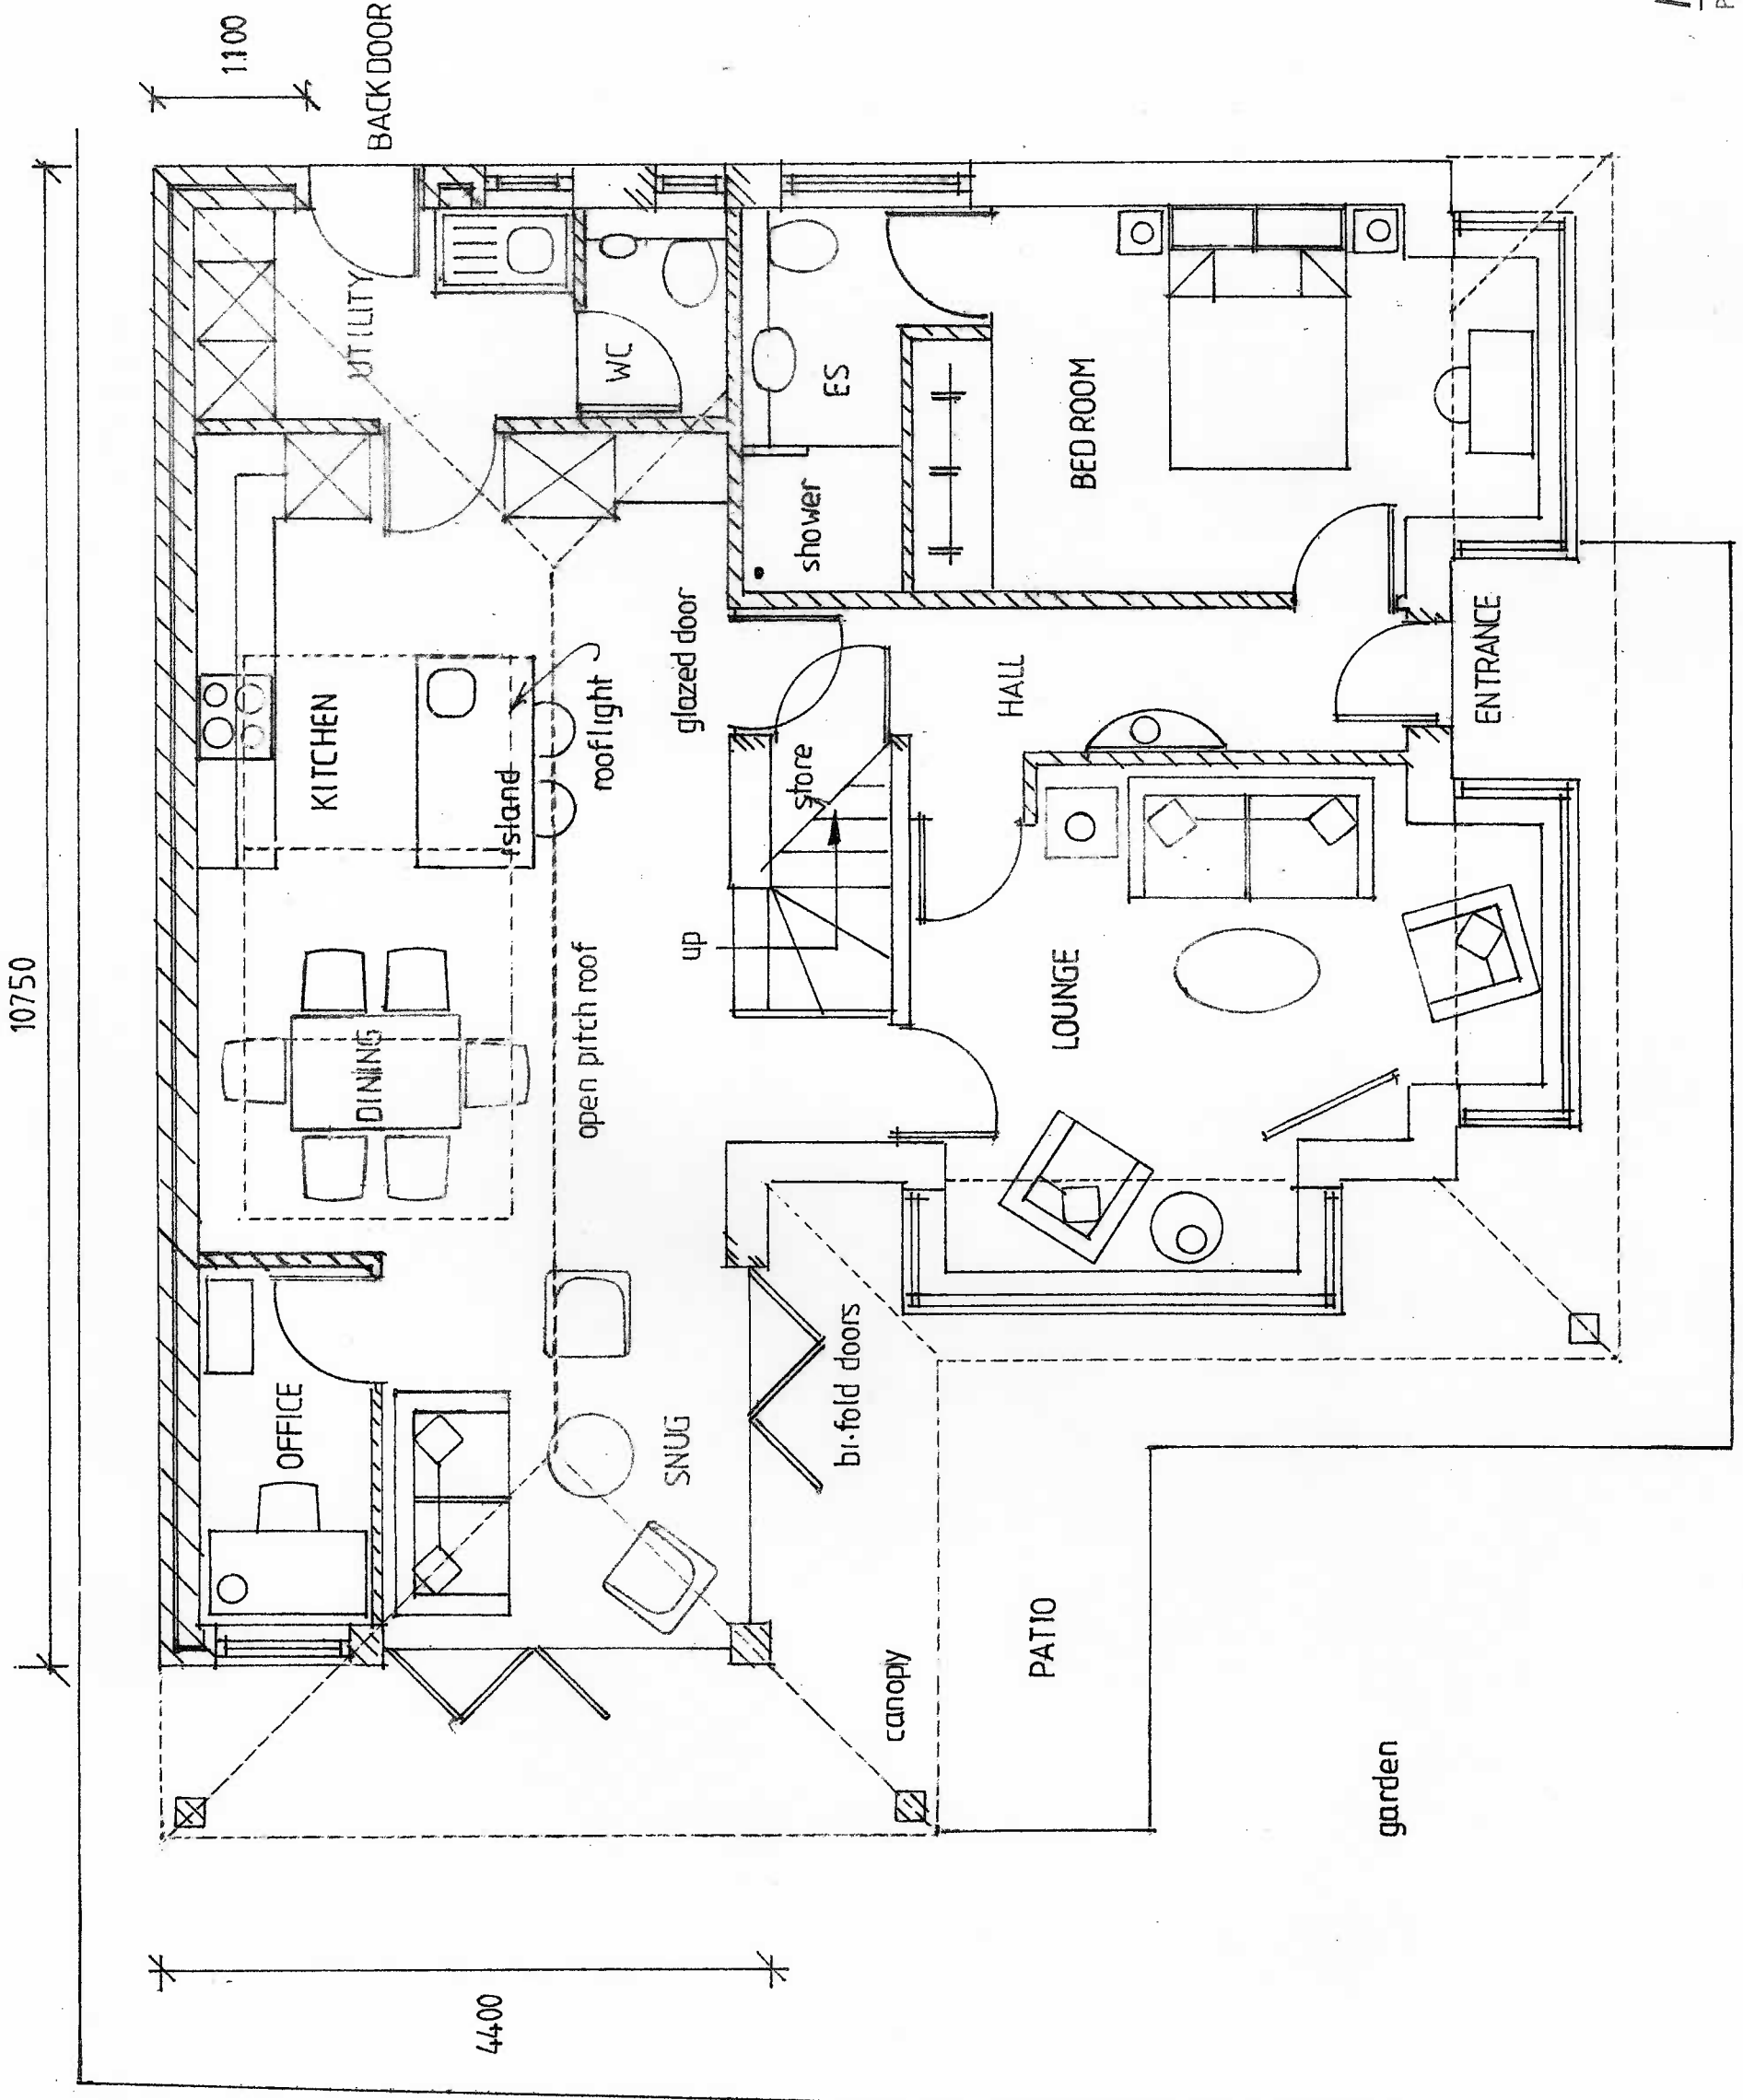 10750
1100
BACK DOOR
UTILITY
WC
KITCHEN
island
rooflight
DINING
open pitch roof
OFFICE
SNUG
bi-fold doors
glazed door
store
up
ES
shower
BED ROOM
HALL
LOUNGE
ENTRANCE
canopy
PATIO
garden
4400